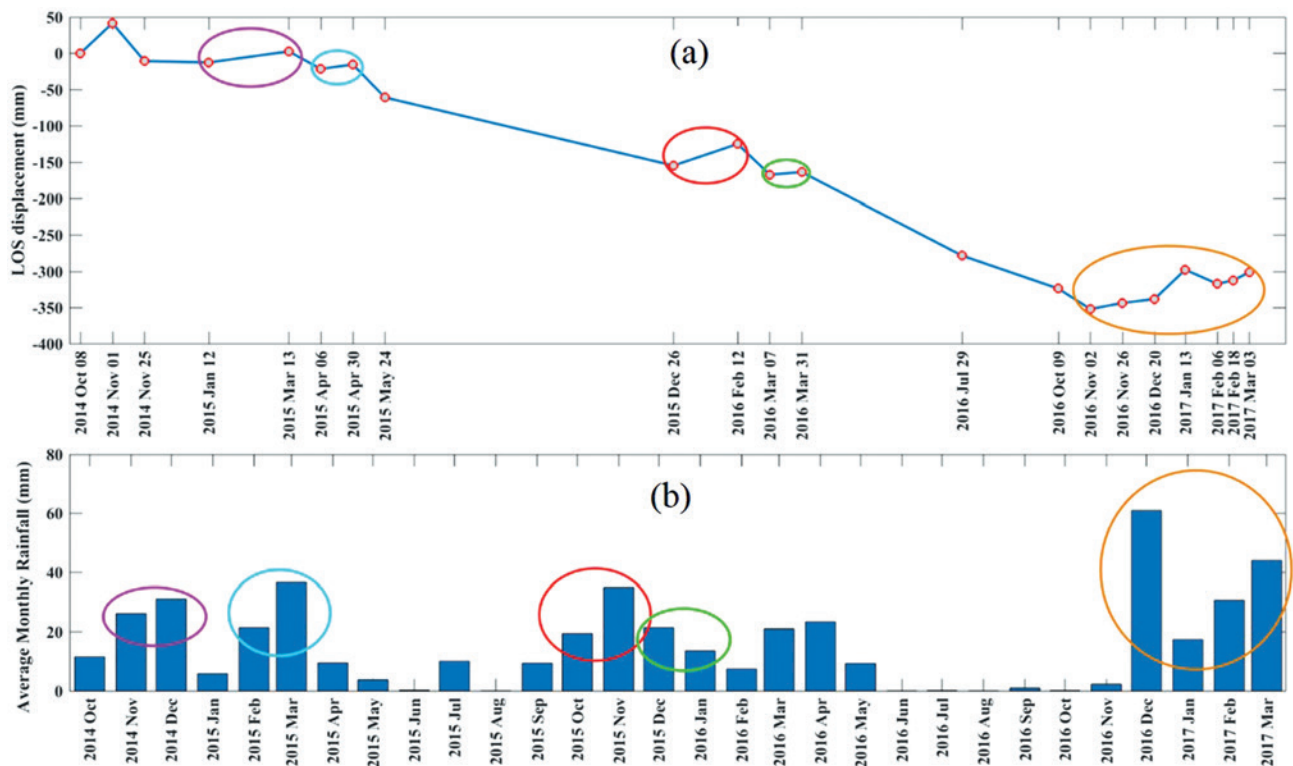 (a)
LOS displacement (mm)
50
0
-50
-100
-150
-200
-250
-300
-350
-400
2014 Oct 08
2014 Nov 01
2014 Nov 25
2015 Jan 12
2015 Mar 13
2015 Apr 06
2015 Apr 30
2015 May 24
2015 Dec 26
2016 Feb 12
2016 Mar 07
2016 Mar 31
2016 Jul 29
2016 Oct 09
2016 Nov 02
2016 Nov 26
2016 Dec 20
2017 Jan 13
2017 Feb 06
2017 Feb 18
2017 Mar 03
(b)
Average Monthly Rainfall (mm)
80
60
40
20
0
2014 Oct
2014 Nov
2014 Dec
2015 Jan
2015 Feb
2015 Mar
2015 Apr
2015 May
2015 Jun
2015 Jul
2015 Aug
2015 Sep
2015 Oct
2015 Nov
2015 Dec
2016 Jan
2016 Feb
2016 Mar
2016 Apr
2016 May
2016 Jun
2016 Jul
2016 Aug
2016 Sep
2016 Oct
2016 Nov
2016 Dec
2017 Jan
2017 Feb
2017 Mar